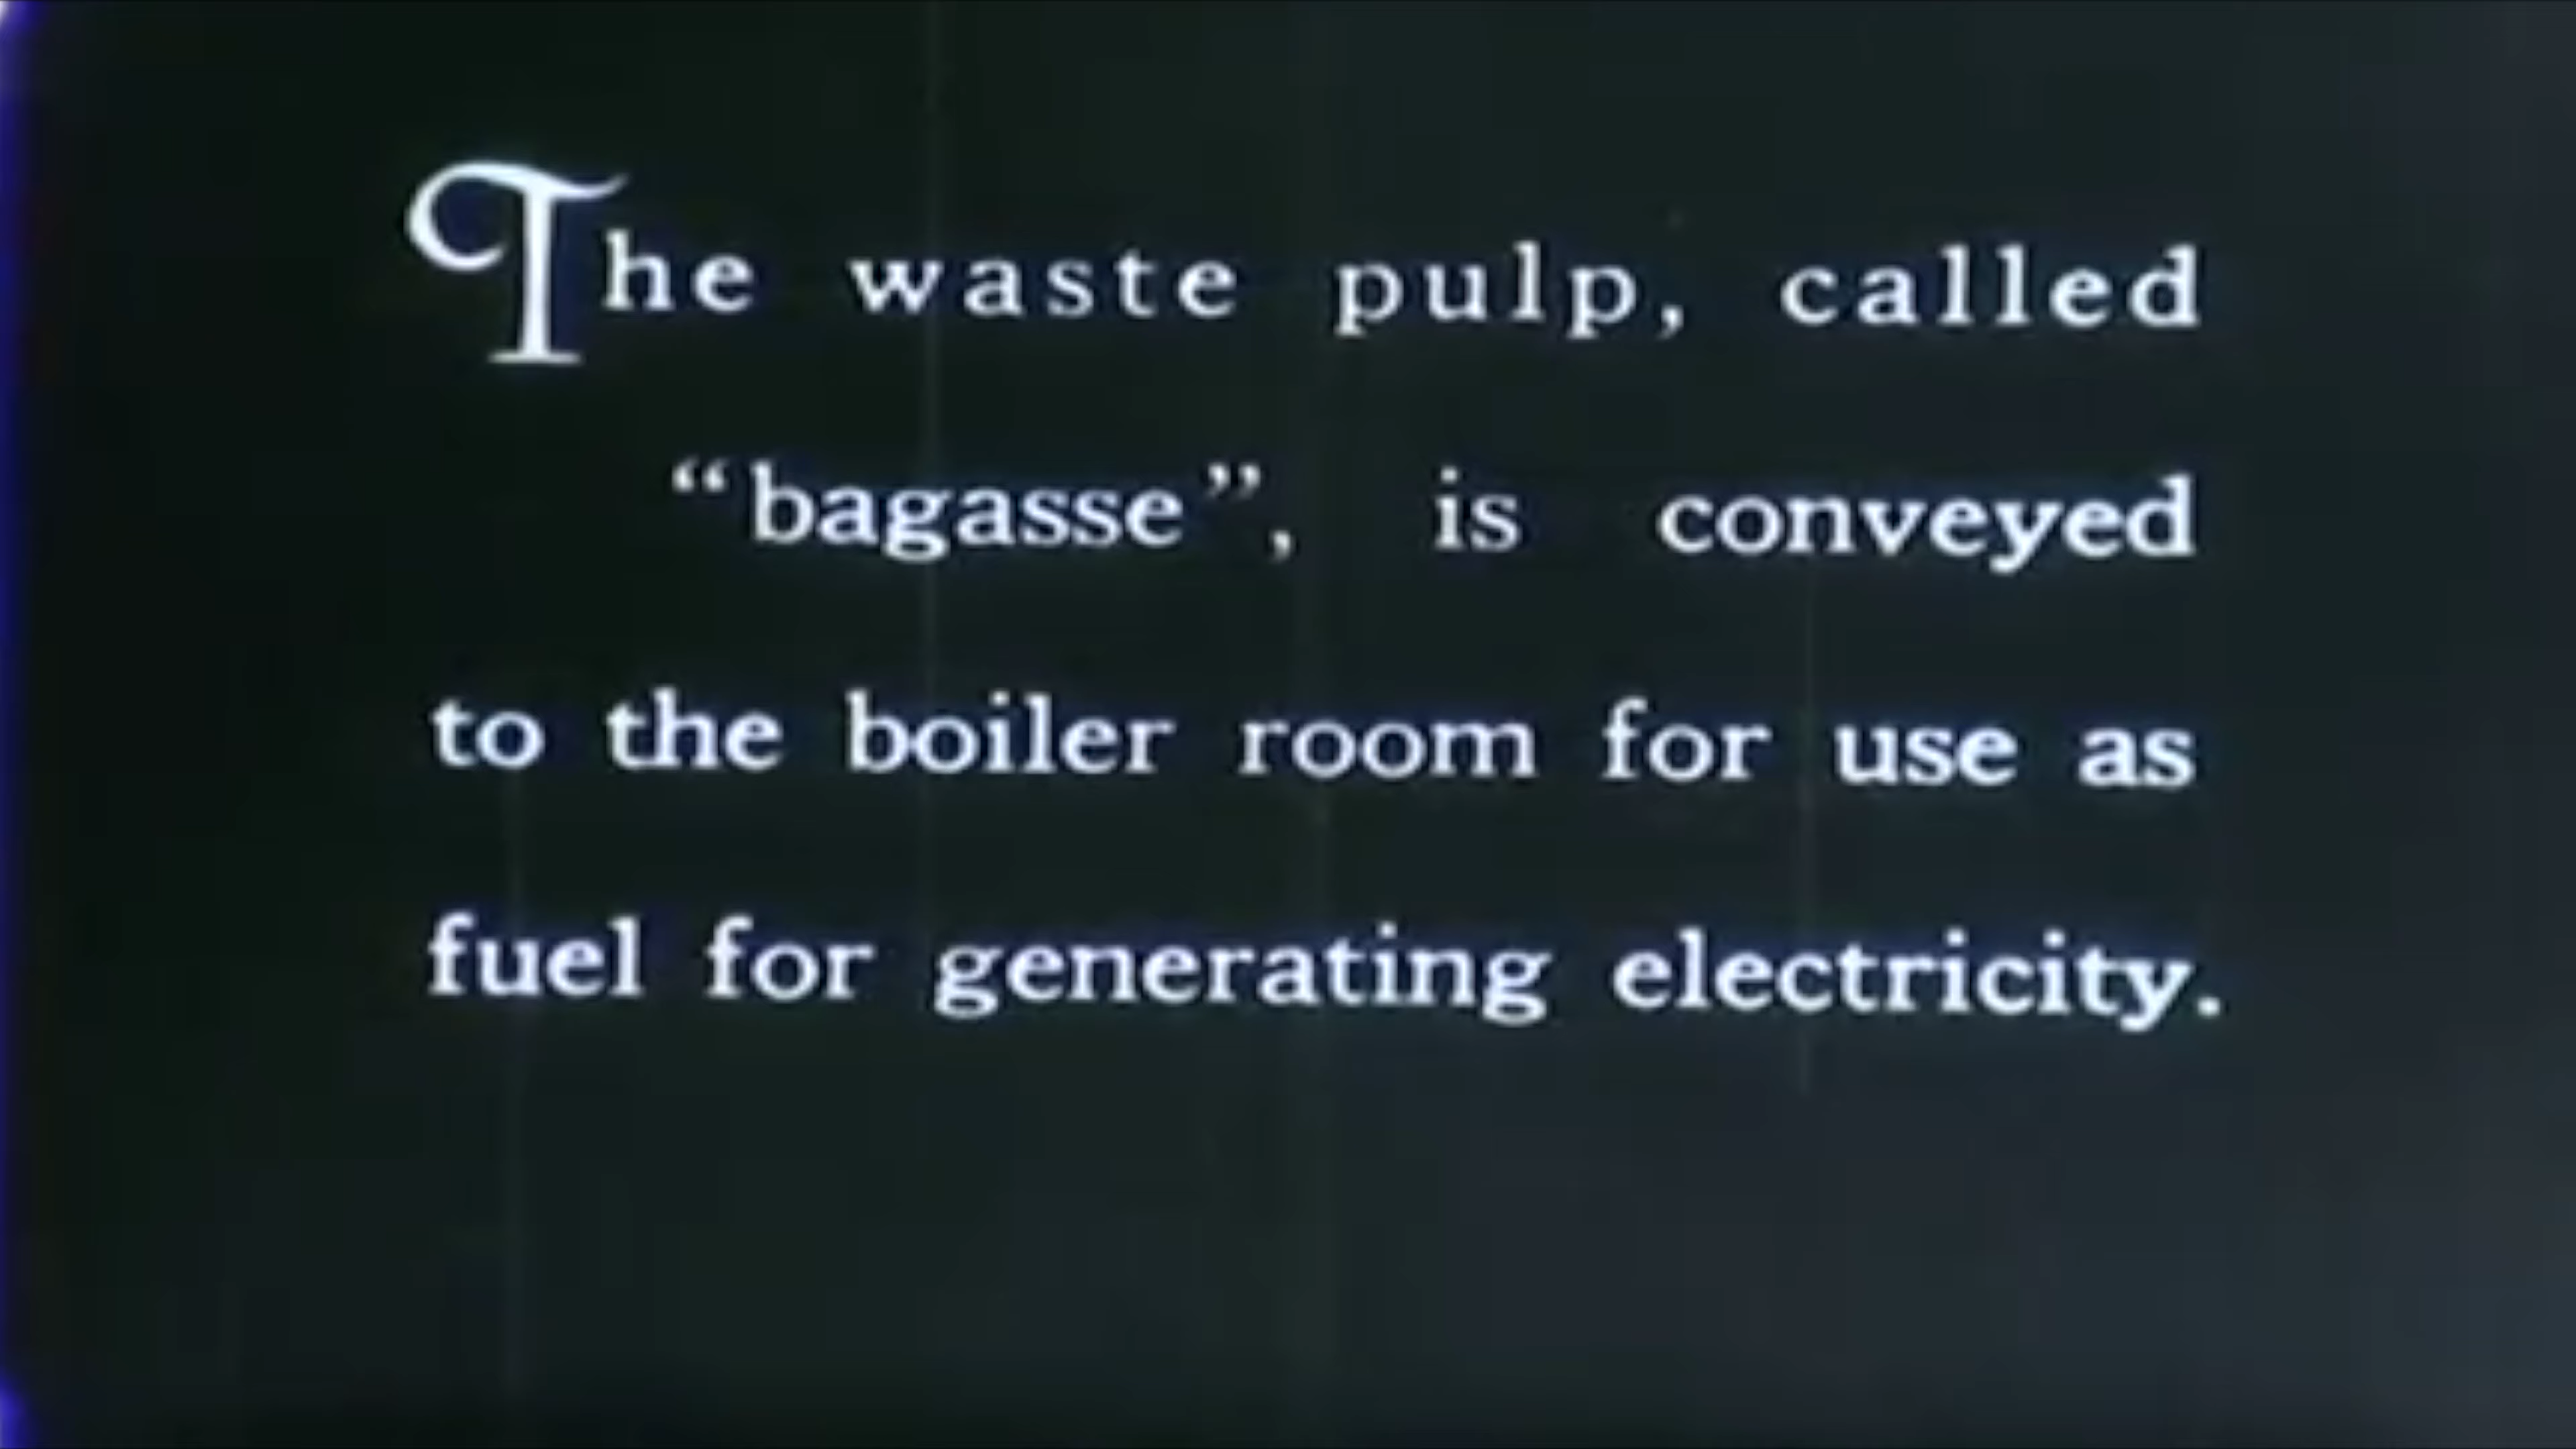 The waste pulp, called
“bagasse”, is conveyed
to the boiler room for use as
fuel for generating electricity.